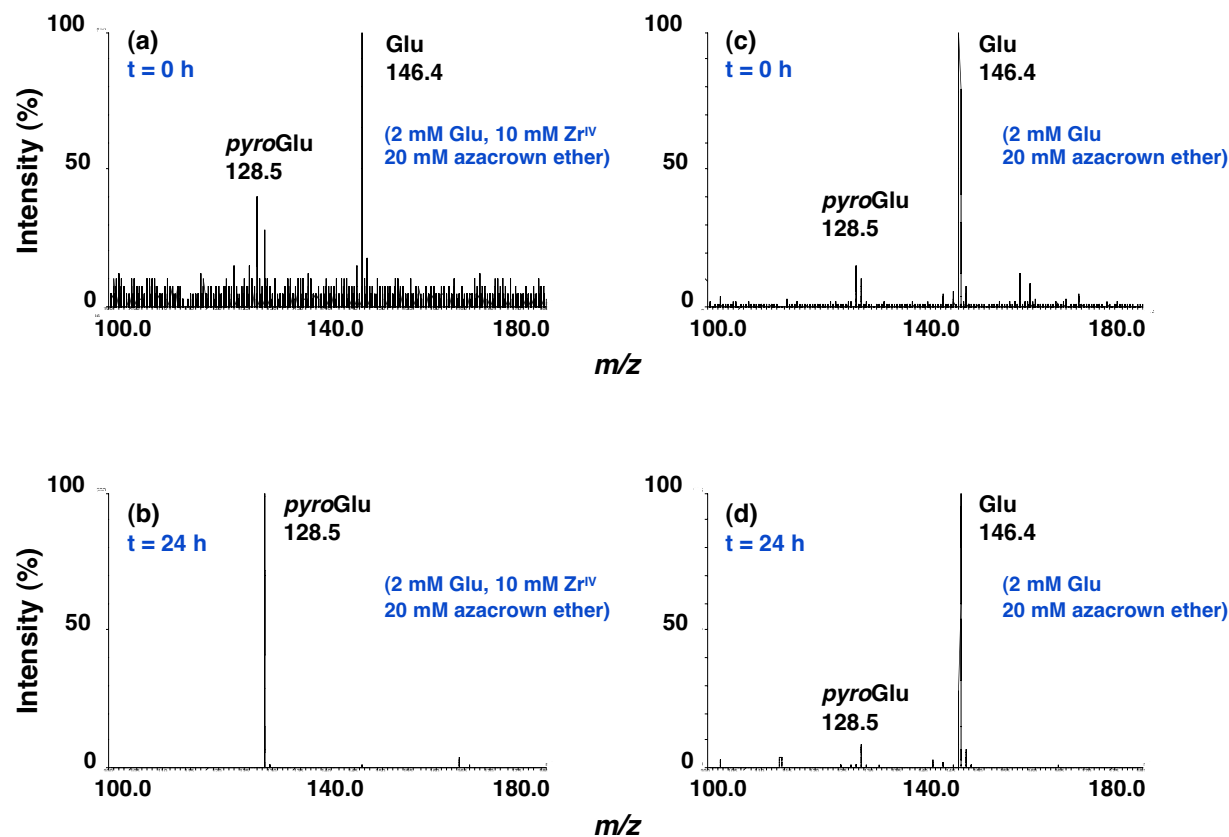 Intensity (%)
100
50
0
(a)
t = 0 h
Glu
146.4
pyroGlu
128.5
(2 mM Glu, 10 mM Zrᴵⱽ
20 mM azacrown ether)
100.0 140.0 180.0
100
50
0
(c)
t = 0 h
Glu
146.4
pyroGlu
128.5
(2 mM Glu
20 mM azacrown ether)
100.0 140.0 180.0
m/z
Intensity (%)
100
50
0
(b)
t = 24 h
pyroGlu
128.5
(2 mM Glu, 10 mM Zrᴵⱽ
20 mM azacrown ether)
100.0 140.0 180.0
100
50
0
(d)
t = 24 h
Glu
146.4
pyroGlu
128.5
(2 mM Glu
20 mM azacrown ether)
100.0 140.0 180.0
m/z